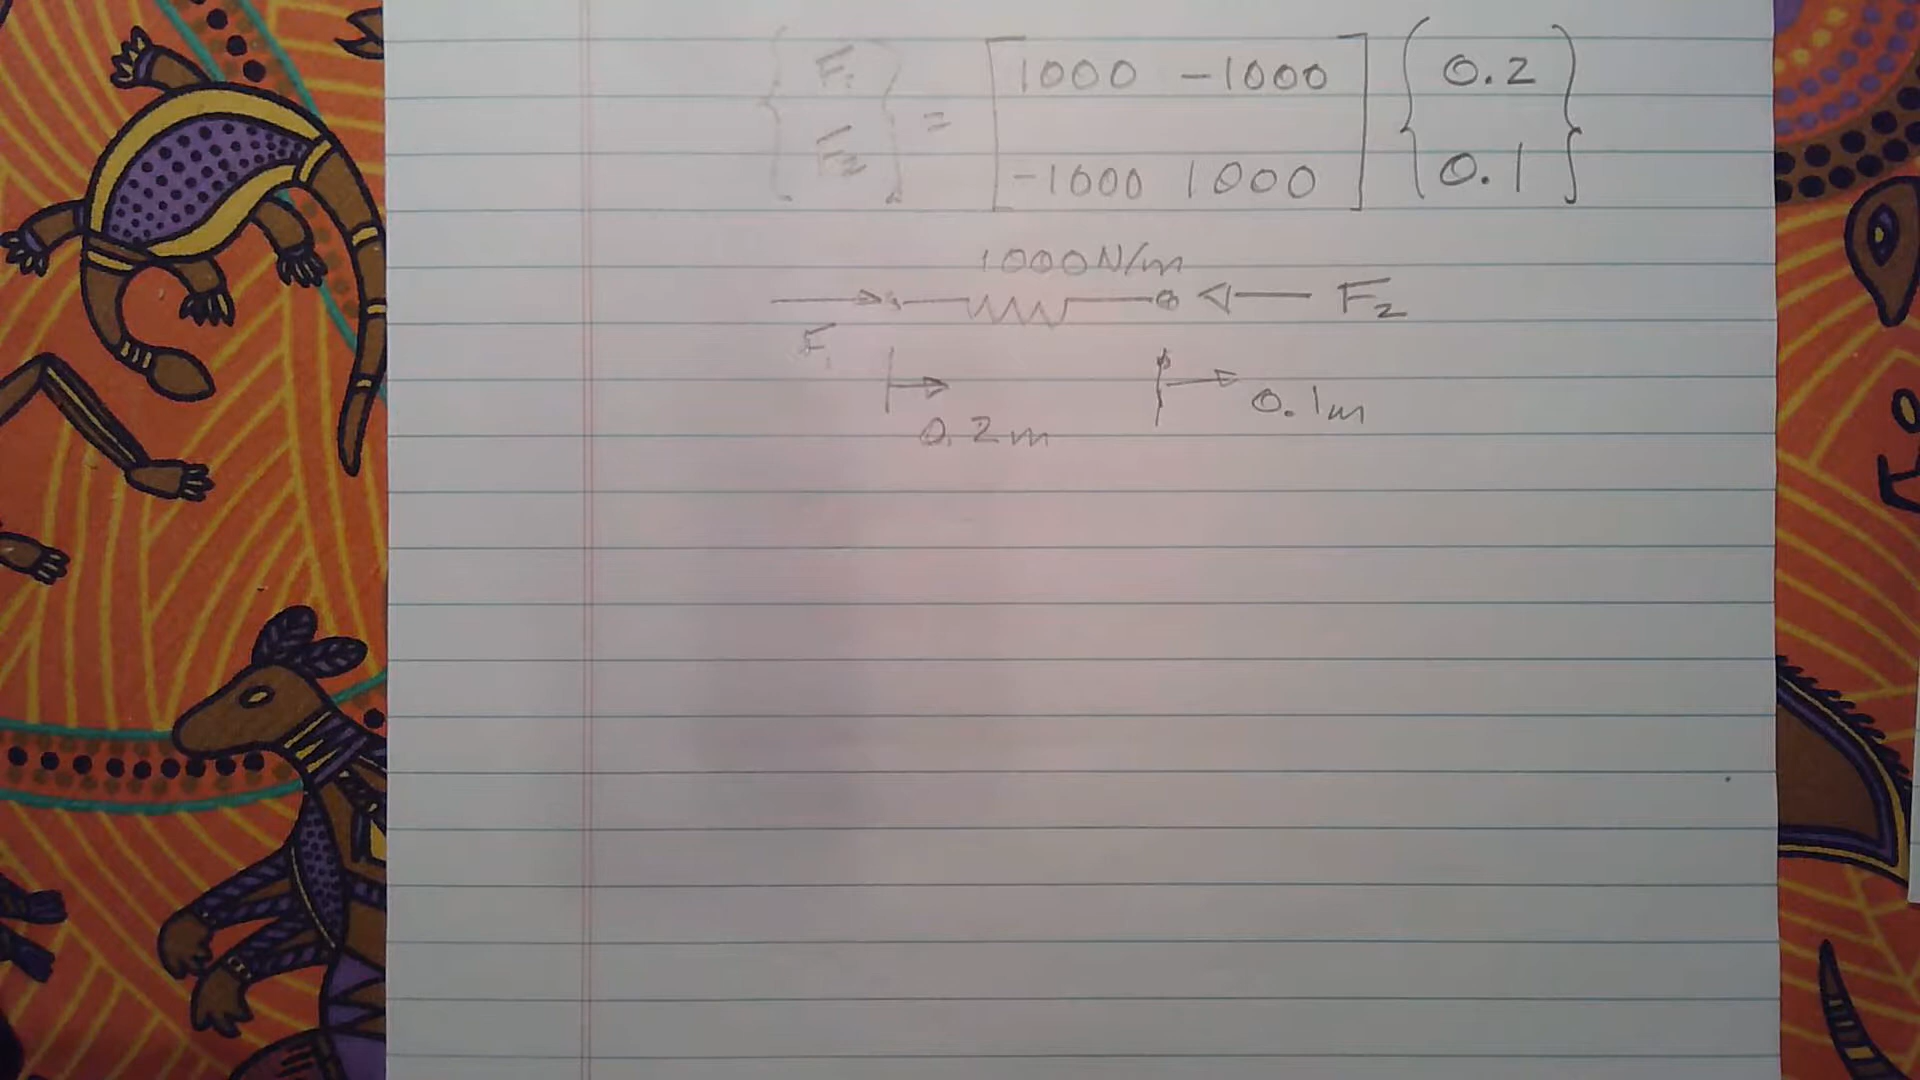 {F₁ = [1000 -1000] {0.2
F₂} -1000 1000 0.1}
1000N/m
F₂
F₁
0.1m
0.2m